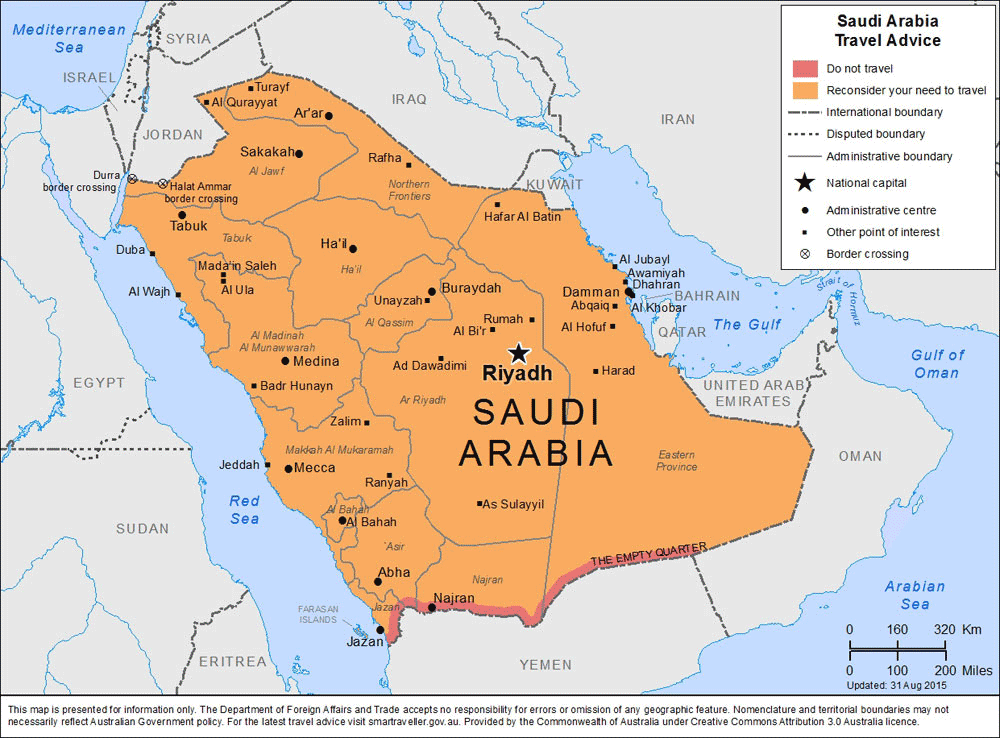 Saudi Arabia
Travel Advice
Do not travel
Reconsider your need to travel
International boundary
Disputed boundary
Administrative boundary
National capital
Administrative centre
Other point of interest
Border crossing
Mediterranean
Sea
SYRIA
ISRAEL
IRAQ
IRAN
JORDAN
Turayf
Al Qurayyat
Ar'ar
Sakakah
Al Jawf
Rafha
Northern
Frontiers
KUWAIT
Durra
border crossing
Halat Ammar
border crossing
Hafar Al Batin
Tabuk
Tabuk
Duba
Ha'il
Ha'il
Mada'in Saleh
Al Ula
Al Wajh
Al Jubayl
Awamiyah
Dhahran
Damman
Abqaiq
Al Khobar
BAHRAIN
Strait of Hormuz
Buraydah
Unayzah
Al Qassim
Rumah
Al Bi'r
Al Hofuf
QATAR
The Gulf
Al Madinah
Al Munawwarah
Medina
Ad Dawadimi
Riyadh
Harad
Gulf of
Oman
EGYPT
Badr Hunayn
Ar Riyadh
UNITED ARAB
EMIRATES
SAUDI
ARABIA
Zalim
Makkah Al Mukaramah
Jeddah
Mecca
Ranyah
Eastern
Province
OMAN
Red
Sea
As Sulayyil
SUDAN
Al Bahah
Al Bahah
`Asir
THE EMPTY QUARTER
Abha
Najran
Najran
Jazan
Jazan
FARASAN
ISLANDS
Arabian
Sea
ERITREA
YEMEN
0 160 320 Km
0 100 200 Miles
Updated: 31 Aug 2015
This map is presented for information only. The Department of Foreign Affairs and Trade accepts no responsibility for errors or omission of any geographic feature. Nomenclature and territorial boundaries may not
necessarily reflect Australian Government policy. For the latest travel advice visit smartraveller.gov.au. Provided by the Commonwealth of Australia under Creative Commons Attribution 3.0 Australia licence.